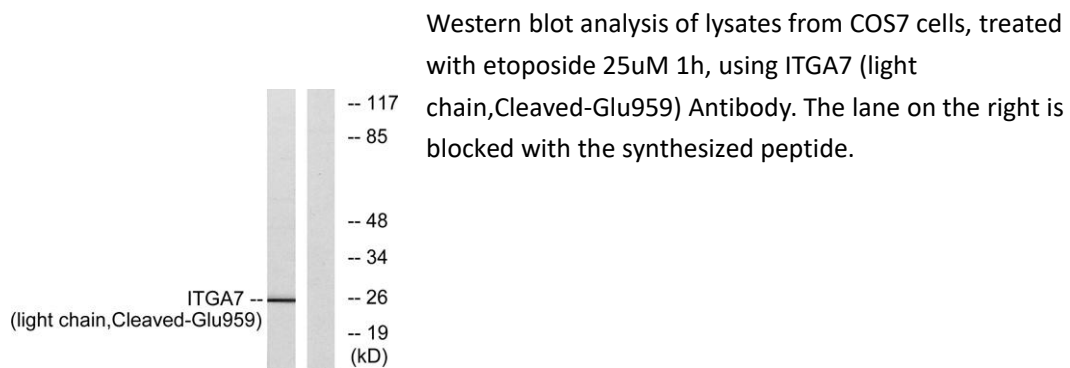 Western blot analysis of lysates from COS7 cells, treated
with etoposide 25uM 1h, using ITGA7 (light
chain,Cleaved-Glu959) Antibody. The lane on the right is
blocked with the synthesized peptide.
-- 117
-- 85
-- 48
-- 34
ITGA7 --
-- 26
(light chain,Cleaved-Glu959)
-- 19
(kD)